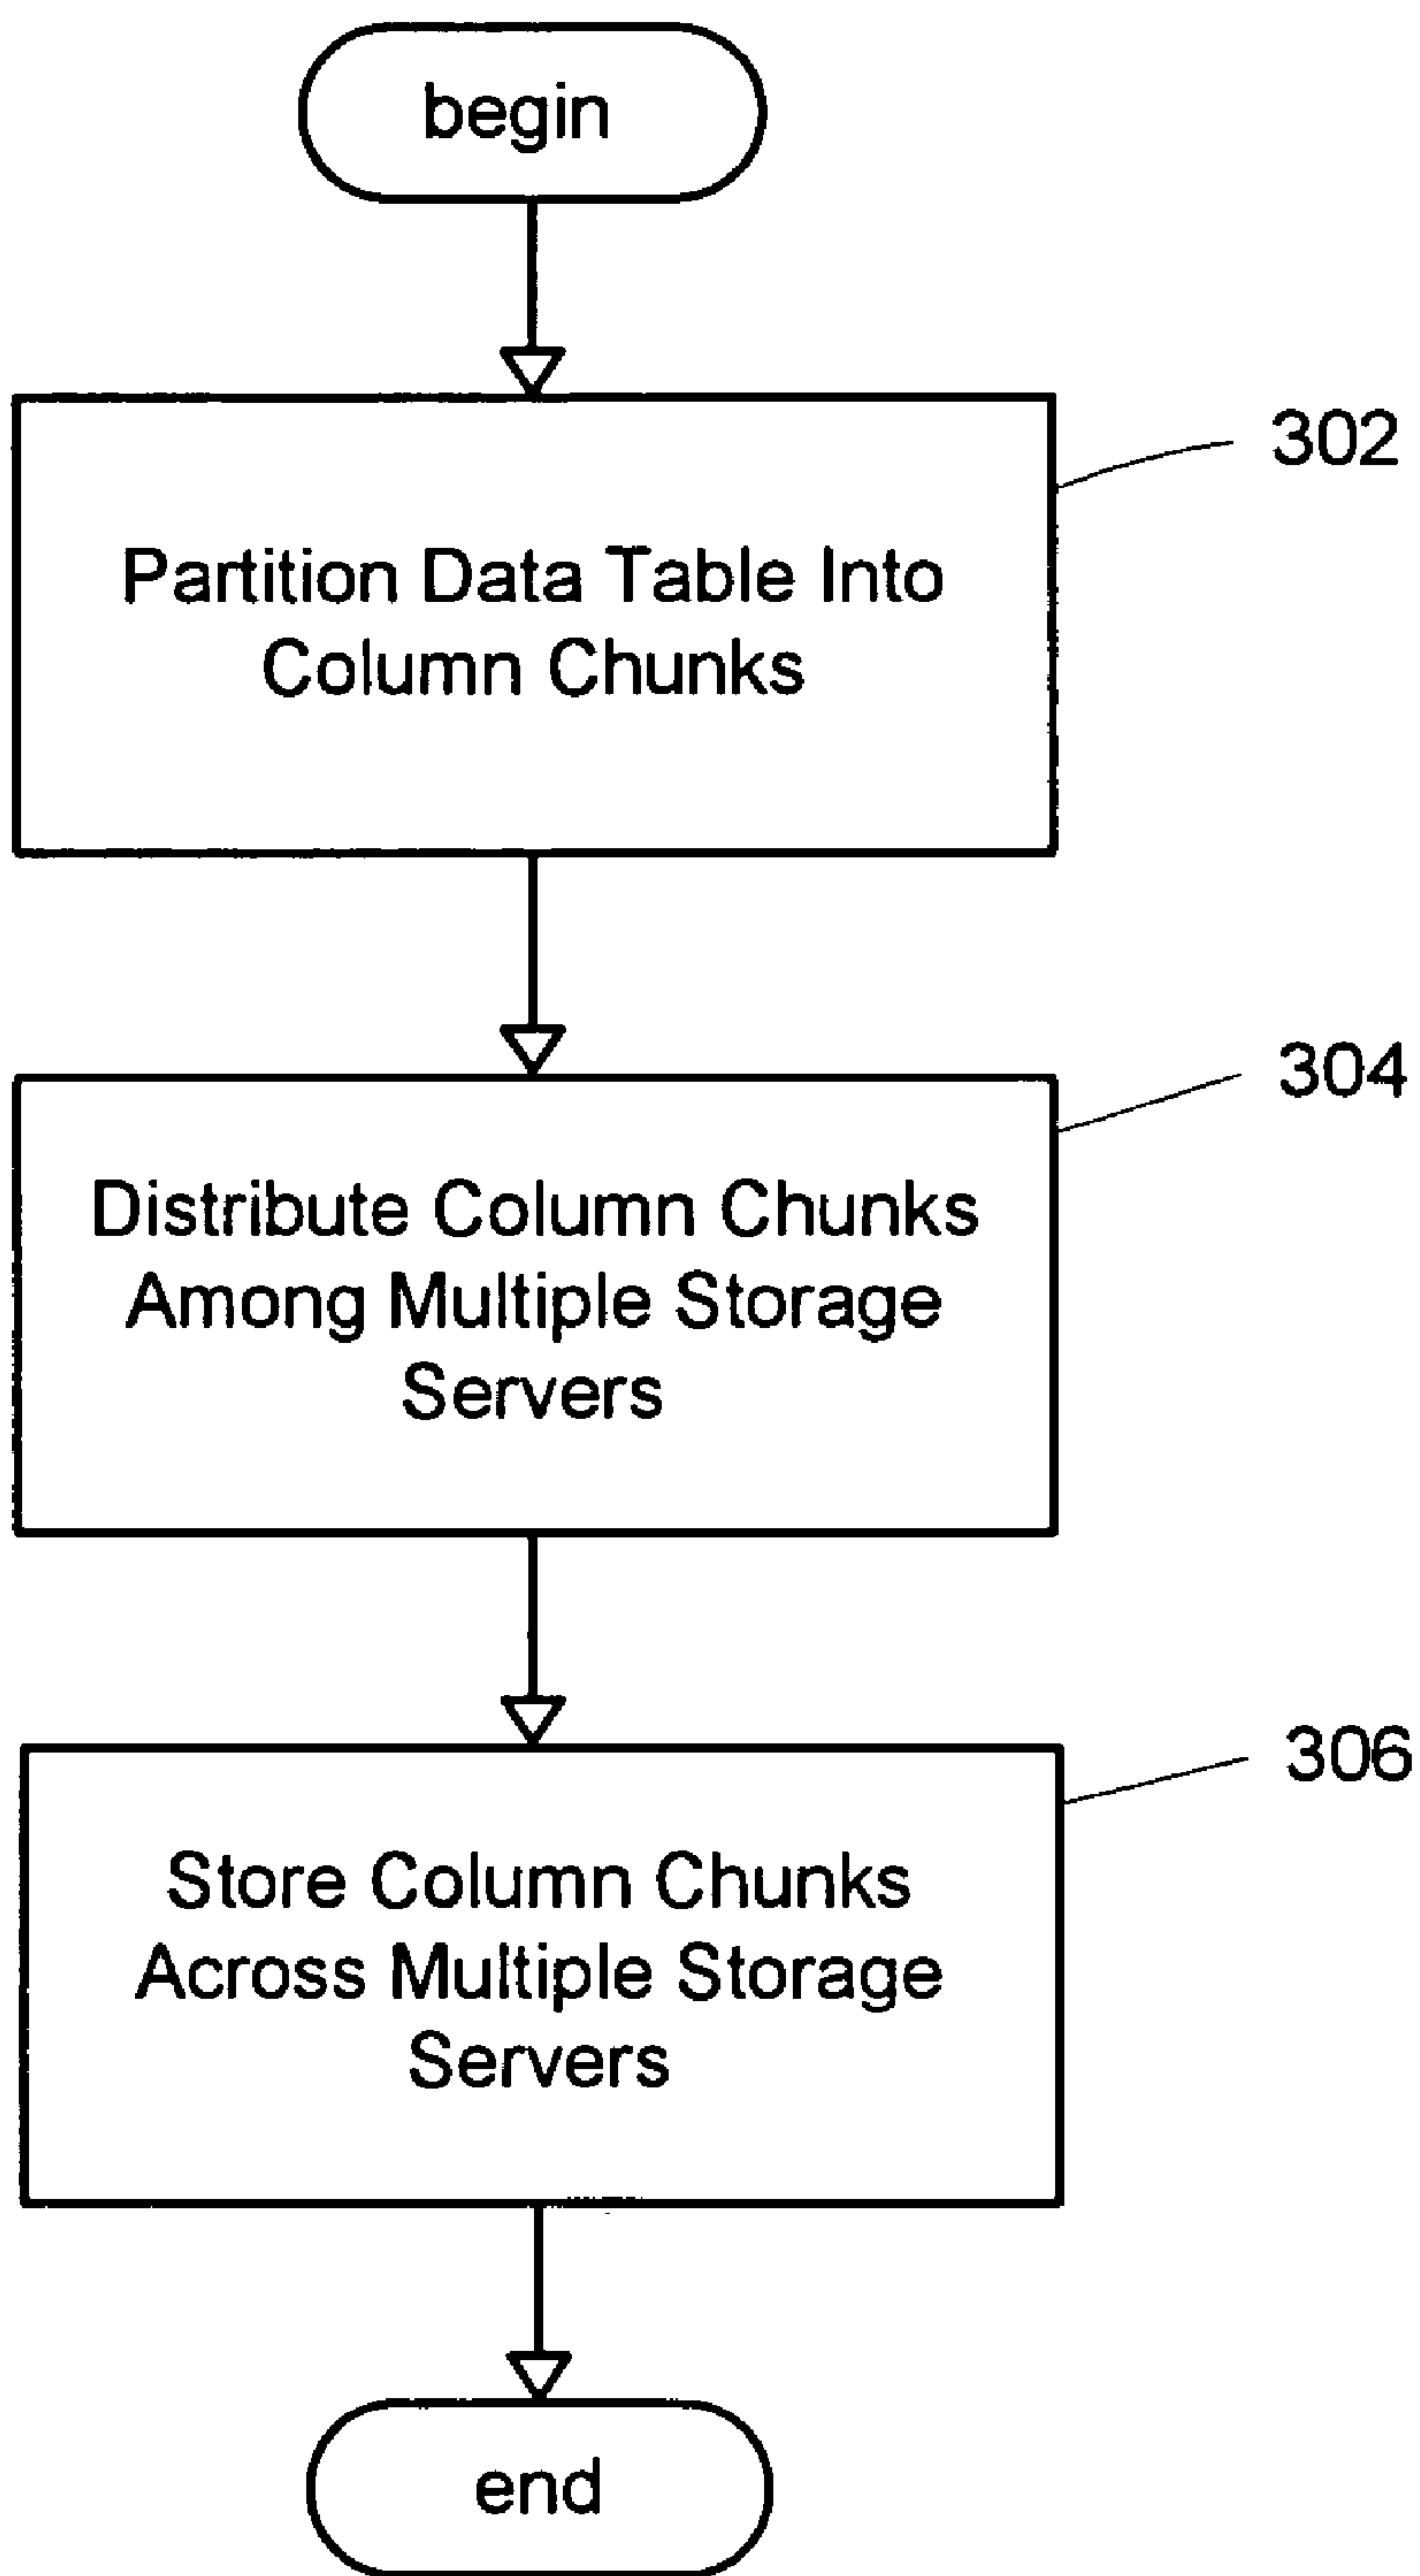 begin
302
Partition Data Table Into
Column Chunks
304
Distribute Column Chunks
Among Multiple Storage
Servers
306
Store Column Chunks
Across Multiple Storage
Servers
end